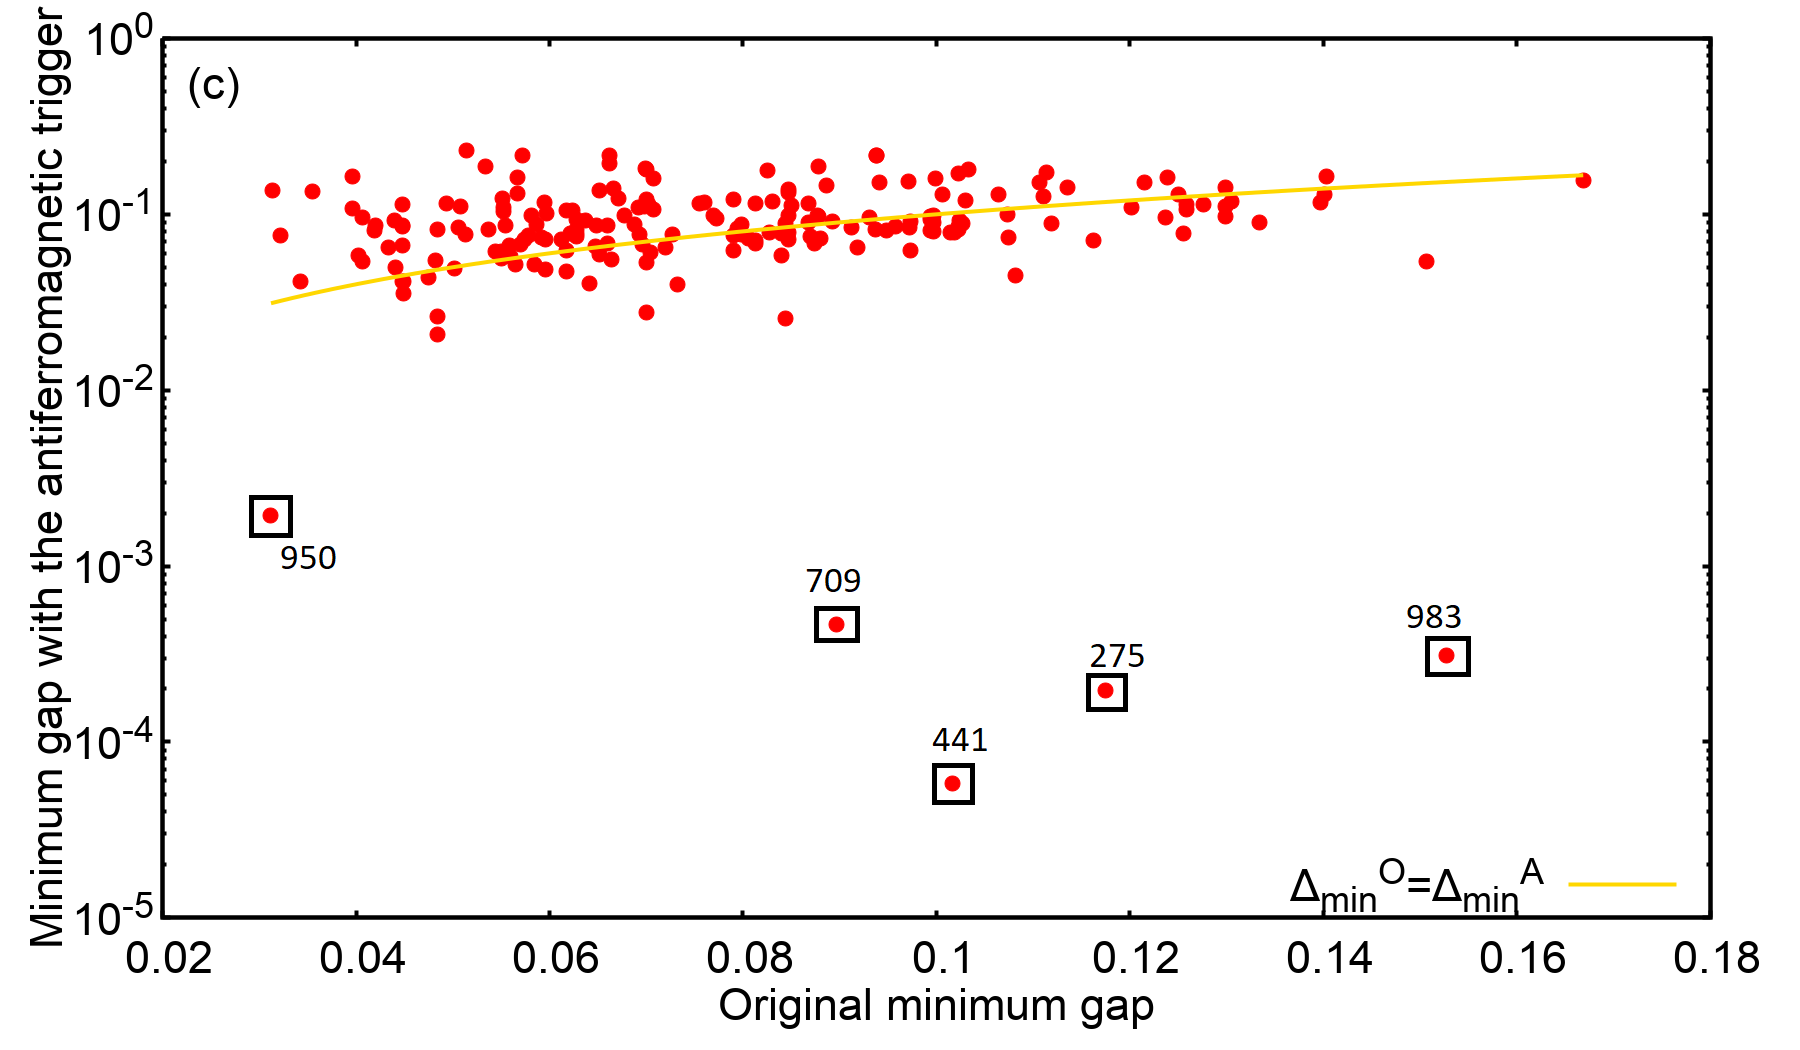 Minimum gap with the antiferromagnetic trigger
10^0
(c)
10^-1
10^-2
10^-3
950
709
983
275
10^-4
441
Δmin^O=Δmin^A
10^-5
0.02 0.04 0.06 0.08 0.1 0.12 0.14 0.16 0.18
Original minimum gap